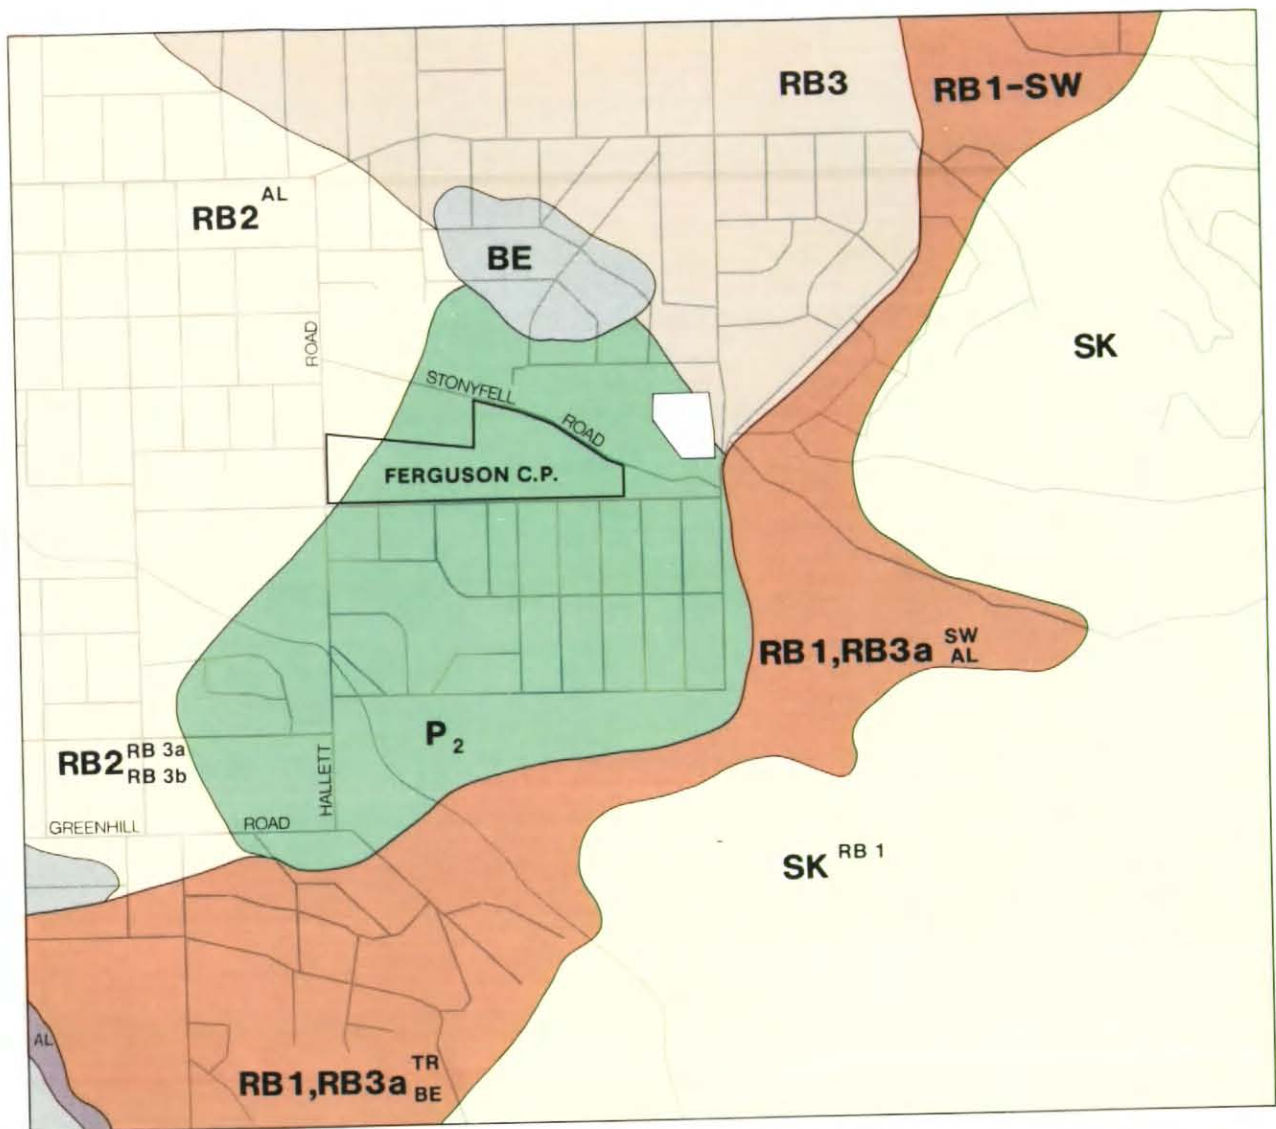 RB3
RB1-SW
RB2 AL
BE
ROAD
SK
STONYFELL
ROAD
FERGUSON C.P.
RB1,RB3a SW
AL
P2
RB2 RB 3a
RB 3b
HALLETT
GREENHILL ROAD
SK RB 1
AL
RB1,RB3a TR
BE